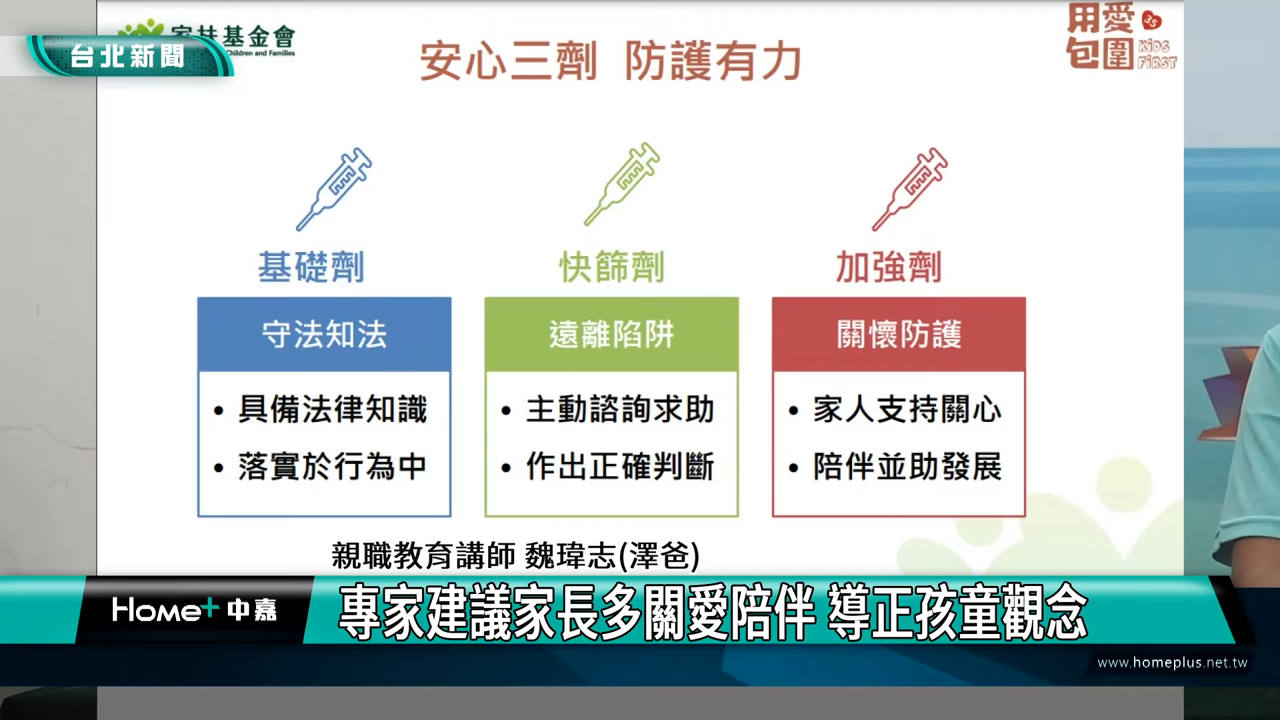 台北新聞
家扶基金會
Children and Families
安心三劑 防護有力
用愛包圍
35
KiDS FiRST
基礎劑
快篩劑
加強劑
守法知法
遠離陷阱
關懷防護
• 具備法律知識
• 落實於行為中
• 主動諮詢求助
• 作出正確判斷
• 家人支持關心
• 陪伴並助發展
親職教育講師 魏瑋志(澤爸)
Home+ 中嘉
專家建議家長多關愛陪伴 導正孩童觀念
www.homeplus.net.tw